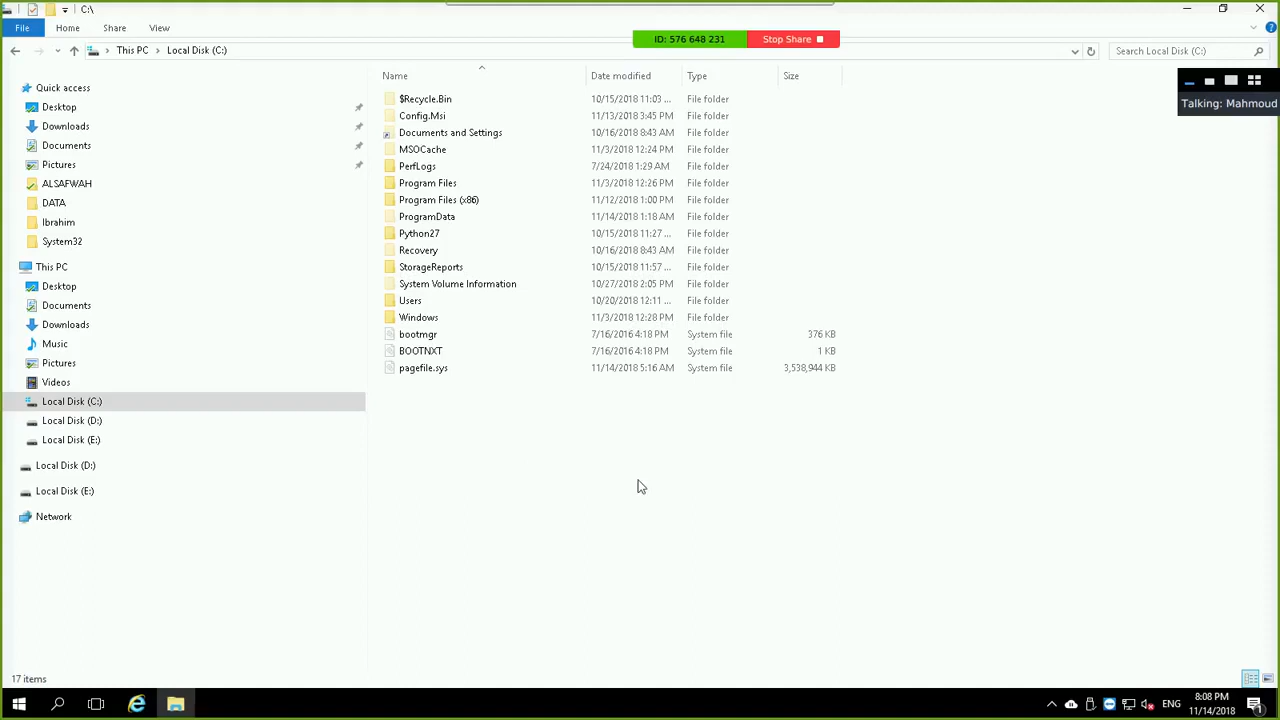 C:\
File Home Share View
This PC Local Disk (C:)
ID: 576 648 231 Stop Share
Search Local Disk (C:)
Talking: Mahmoud
Quick access
Desktop
Downloads
Documents
Pictures
ALSAFWAH
DATA
Ibrahim
System32
This PC
Desktop
Documents
Downloads
Music
Pictures
Videos
Local Disk (C:)
Local Disk (D:)
Local Disk (E:)
Local Disk (D:)
Local Disk (E:)
Network
Name Date modified Type Size
$Recycle.Bin 10/15/2018 11:03 ... File folder
Config.Msi 11/13/2018 3:45 PM File folder
Documents and Settings 10/16/2018 8:43 AM File folder
MSOCache 11/3/2018 12:24 PM File folder
PerfLogs 7/24/2018 1:29 AM File folder
Program Files 11/3/2018 12:26 PM File folder
Program Files (x86) 11/12/2018 1:00 PM File folder
ProgramData 11/14/2018 1:18 AM File folder
Python27 10/15/2018 11:27 ... File folder
Recovery 10/16/2018 8:43 AM File folder
StorageReports 10/15/2018 11:57 ... File folder
System Volume Information 10/27/2018 2:05 PM File folder
Users 10/20/2018 12:11 ... File folder
Windows 11/3/2018 12:28 PM File folder
bootmgr 7/16/2016 4:18 PM System file 376 KB
BOOTNXT 7/16/2016 4:18 PM System file 1 KB
pagefile.sys 11/14/2018 5:16 AM System file 3,538,944 KB
17 items
ENG
8:08 PM
11/14/2018
1